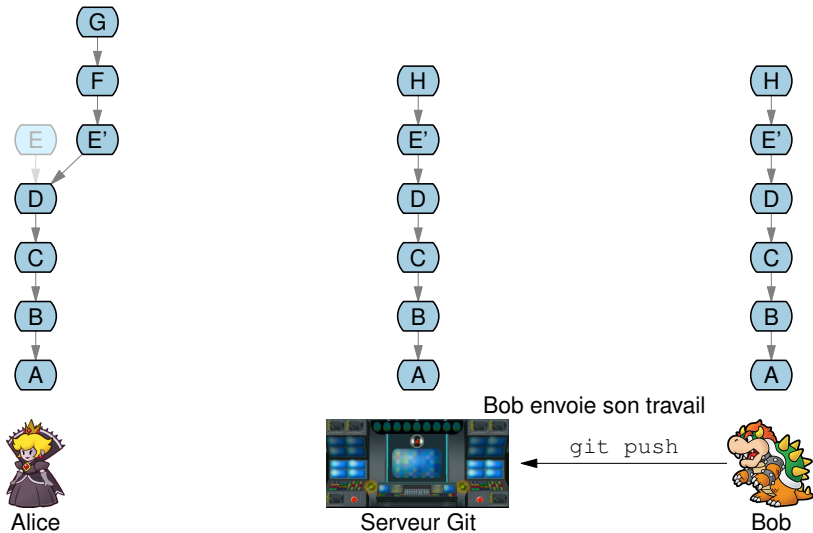 G
F
H
H
E
E'
E'
E'
D
D
D
C
C
C
B
B
B
A
A
A
Bob envoie son travail
git push
Alice
Serveur Git
Bob